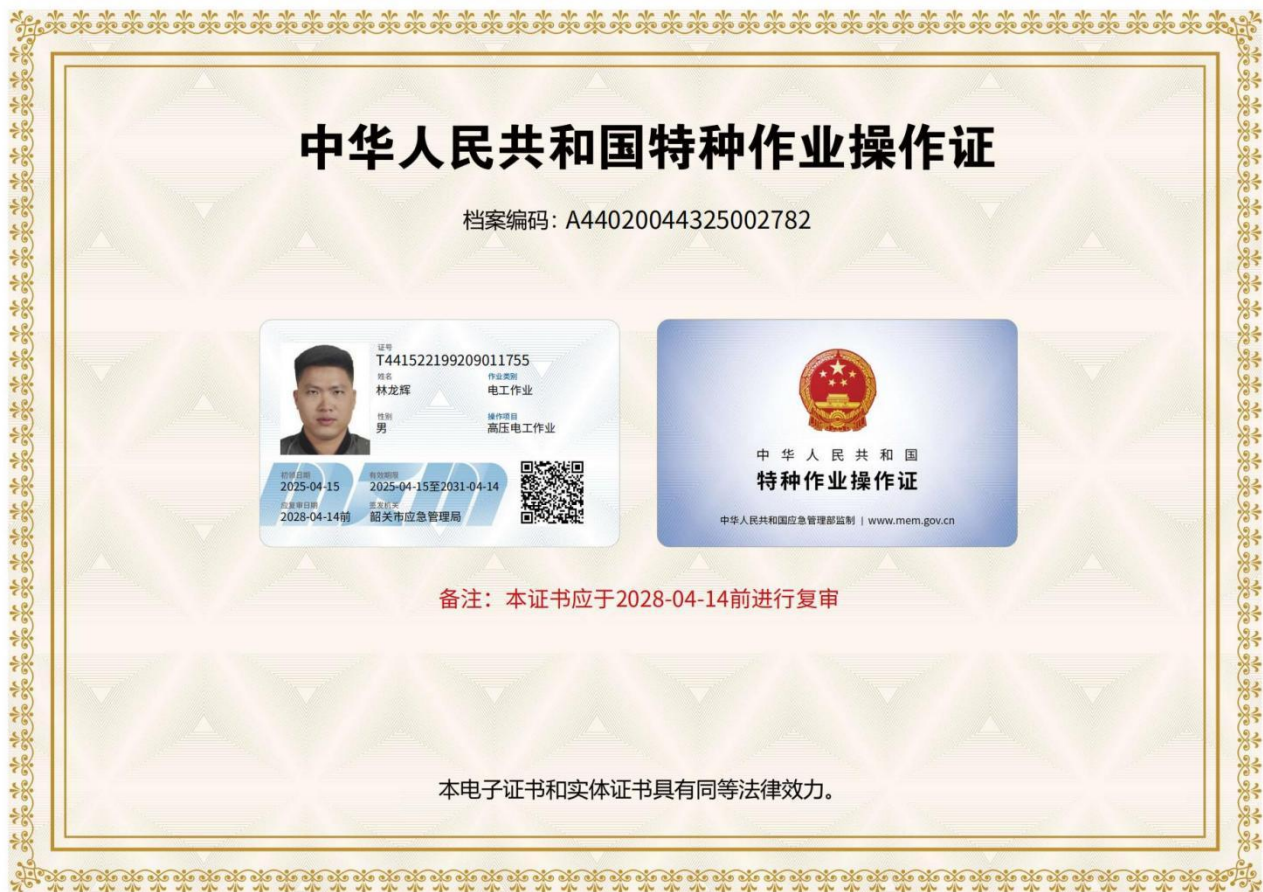 中华人民共和国特种作业操作证
档案编码：A44020044325002782
证号
T441522199209011755
姓名 作业类别
林龙辉 电工作业
性别 操作项目
男 高压电工作业
初领日期 有效期限
2025-04-15 2025-04-15至2031-04-14
应复审日期 签发机关
2028-04-14前 韶关市应急管理局
中华人民共和国
特种作业操作证
中华人民共和国应急管理部监制 | www.mem.gov.cn
备注：本证书应于2028-04-14前进行复审
本电子证书和实体证书具有同等法律效力。